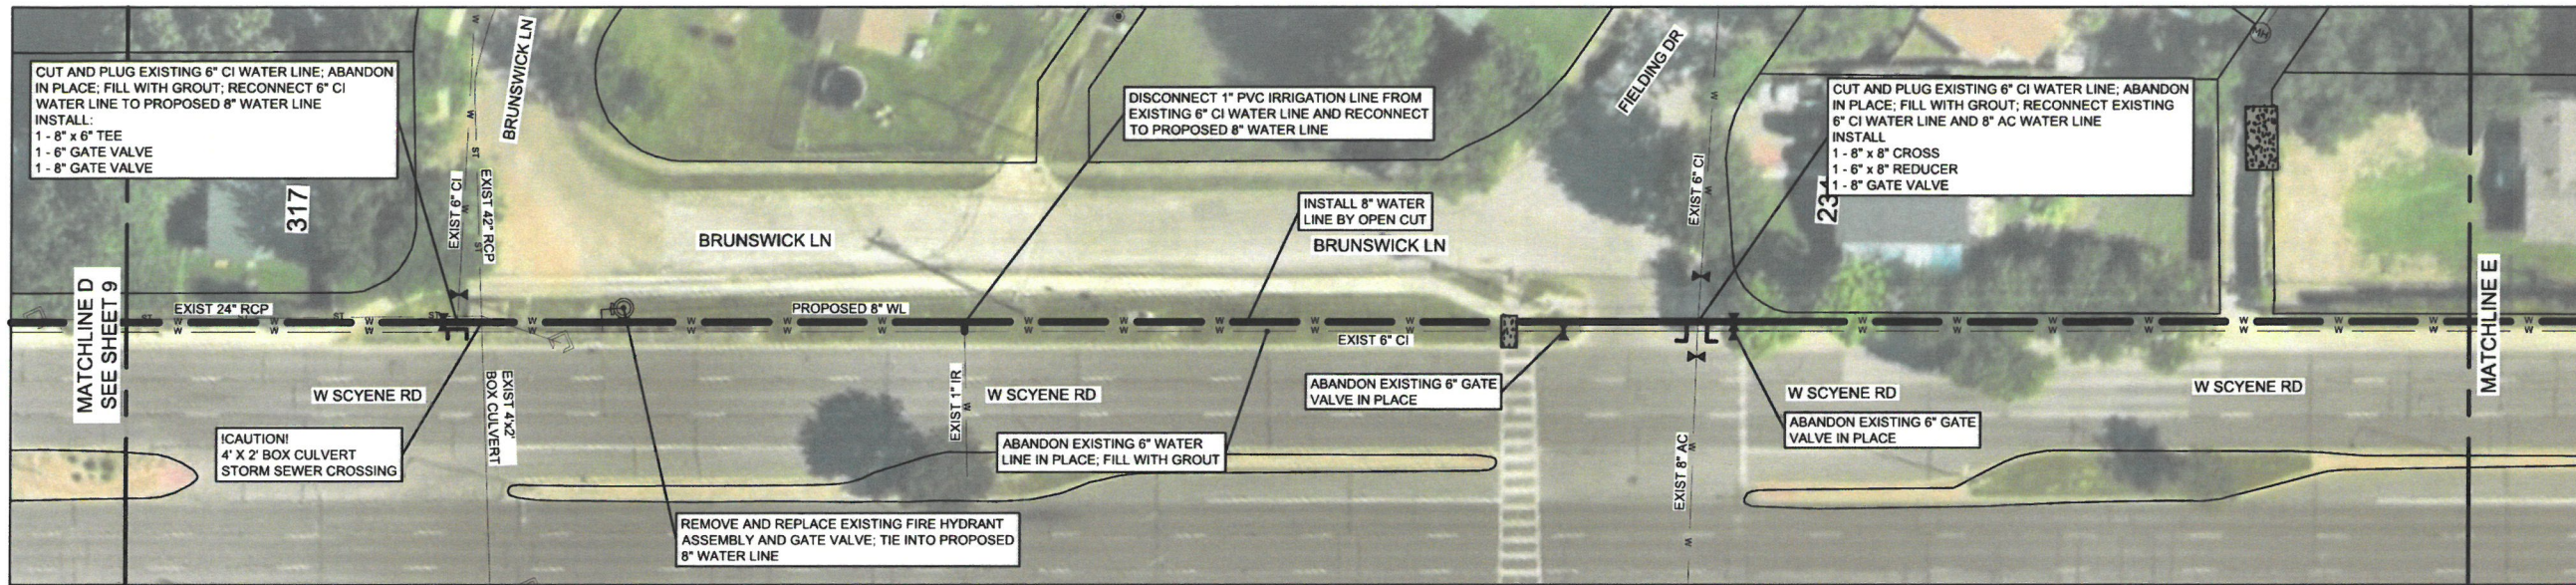 CUT AND PLUG EXISTING 6" CI WATER LINE; ABANDON
IN PLACE; FILL WITH GROUT; RECONNECT 6" CI
WATER LINE TO PROPOSED 8" WATER LINE
INSTALL:
1 - 8" x 6" TEE
1 - 6" GATE VALVE
1 - 8" GATE VALVE
BRUNSWICK LN
DISCONNECT 1" PVC IRRIGATION LINE FROM
EXISTING 6" CI WATER LINE AND RECONNECT
TO PROPOSED 8" WATER LINE
FIELDING DR
CUT AND PLUG EXISTING 6" CI WATER LINE; ABANDON
IN PLACE; FILL WITH GROUT; RECONNECT EXISTING
6" CI WATER LINE AND 8" AC WATER LINE
INSTALL
1 - 8" x 8" CROSS
1 - 6" x 8" REDUCER
1 - 8" GATE VALVE
MH
317
EXIST 6" CI
EXIST 42" RCP
ST
ST
BRUNSWICK LN
INSTALL 8" WATER
LINE BY OPEN CUT
BRUNSWICK LN
EXIST 6" CI
MATCHLINE D
SEE SHEET 9
EXIST 24" RCP
ST
ST
ST
PROPOSED 8" WL
EXIST 6" CI
MATCHLINE E
W SCYENE RD
EXIST 4'x2'
BOX CULVERT
EXIST 1" IR
W SCYENE RD
ABANDON EXISTING 6" GATE
VALVE IN PLACE
W SCYENE RD
W SCYENE RD
!CAUTION!
4' X 2' BOX CULVERT
STORM SEWER CROSSING
ABANDON EXISTING 6" WATER
LINE IN PLACE; FILL WITH GROUT
ABANDON EXISTING 6" GATE
VALVE IN PLACE
EXIST 8" AC
REMOVE AND REPLACE EXISTING FIRE HYDRANT
ASSEMBLY AND GATE VALVE; TIE INTO PROPOSED
8" WATER LINE